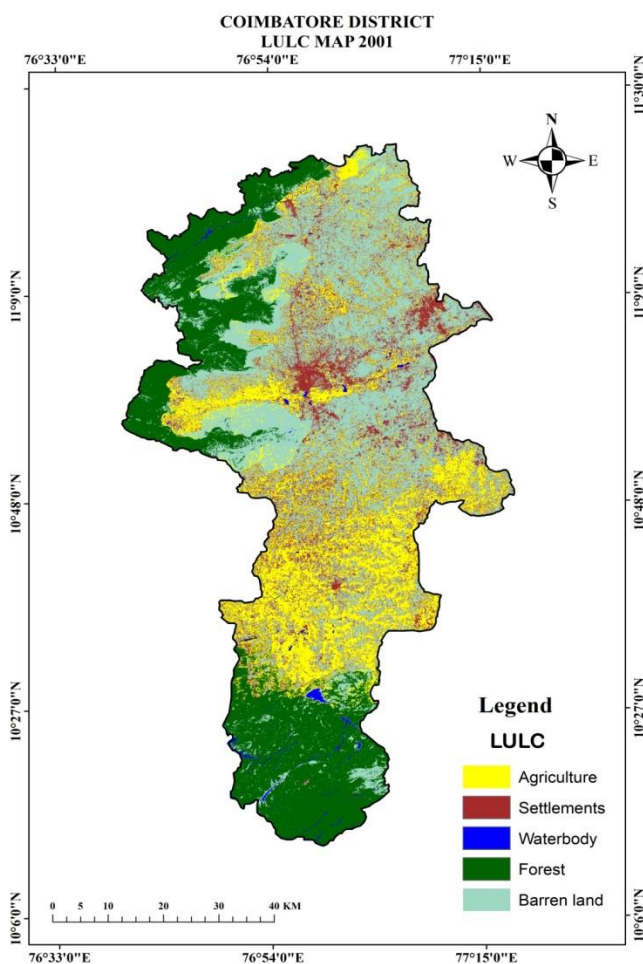 COIMBATORE DISTRICT
LULC MAP 2001
76°33'0"E
76°54'0"E
77°15'0"E
11°30'0"N
N
W
E
S
11°9'0"N
11°9'0"N
10°48'0"N
10°48'0"N
10°27'0"N
10°27'0"N
Legend
LULC
Agriculture
Settlements
Waterbody
Forest
Barren land
0 5 10 20 30 40 KM
10°6'0"N
10°6'0"N
76°33'0"E
76°54'0"E
77°15'0"E